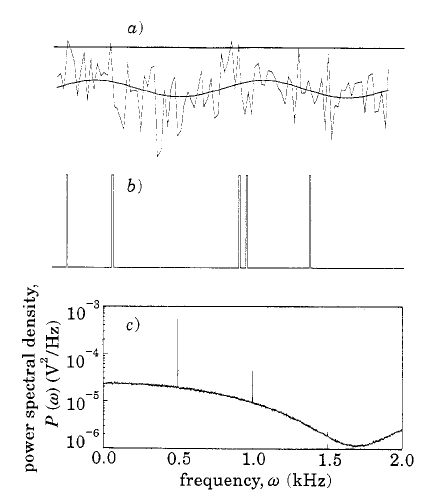 a)
b)
c)
power spectral density,
P (ω) (V²/Hz)
10⁻³
10⁻⁴
10⁻⁵
10⁻⁶
0.0 0.5 1.0 1.5 2.0
frequency, ω (kHz)